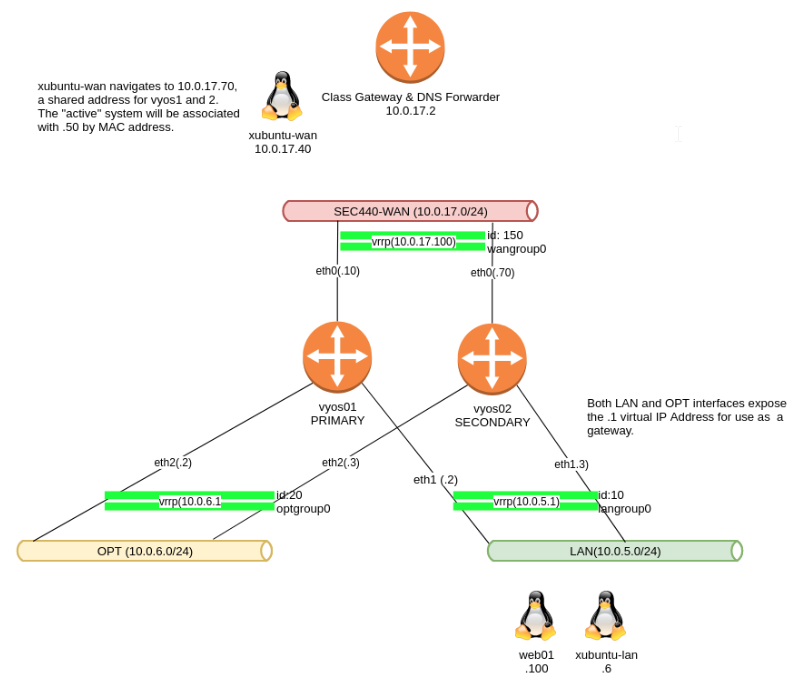 xubuntu-wan navigates to 10.0.17.70,
a shared address for vyos1 and 2.
The "active" system will be associated
with .50 by MAC address.
xubuntu-wan
10.0.17.40
Class Gateway & DNS Forwarder
10.0.17.2
SEC440-WAN (10.0.17.0/24)
vrrp(10.0.17.100)
id: 150
wangroup0
eth0(.10)
eth0(.70)
vyos01
PRIMARY
vyos02
SECONDARY
Both LAN and OPT interfaces expose
the .1 virtual IP Address for use as a
gateway.
eth2(.2)
eth2(.3)
eth1 (.2)
eth1.3)
vrrp(10.0.6.1
id:20
optgroup0
vrrp(10.0.5.1)
id:10
langroup0
OPT (10.0.6.0/24)
LAN(10.0.5.0/24)
web01
.100
xubuntu-lan
.6